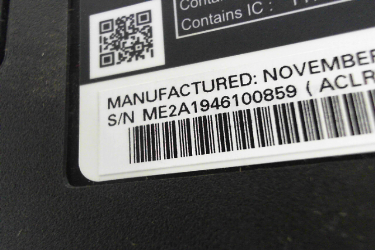 Contains IC :
MANUFACTURED: NOVEMBER
S/N ME2A1946100859 ( ACLR